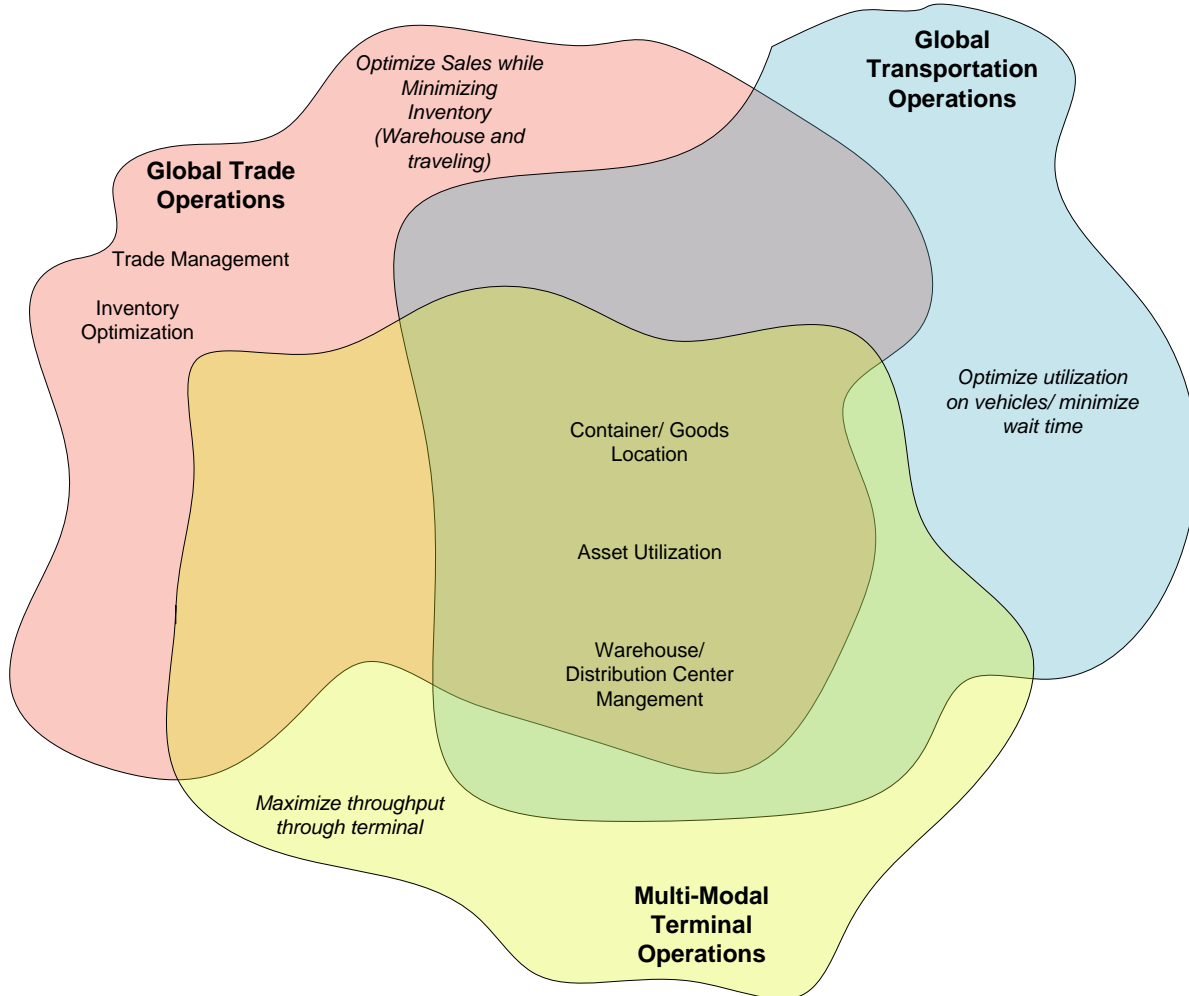 Optimize Sales while
Minimizing
Inventory
(Warehouse and
traveling)
Global
Transportation
Operations
Global Trade
Operations
Trade Management
Inventory
Optimization
Optimize utilization
on vehicles/ minimize
wait time
Container/ Goods
Location
Asset Utilization
Warehouse/
Distribution Center
Mangement
Maximize throughput
through terminal
Multi-Modal
Terminal
Operations